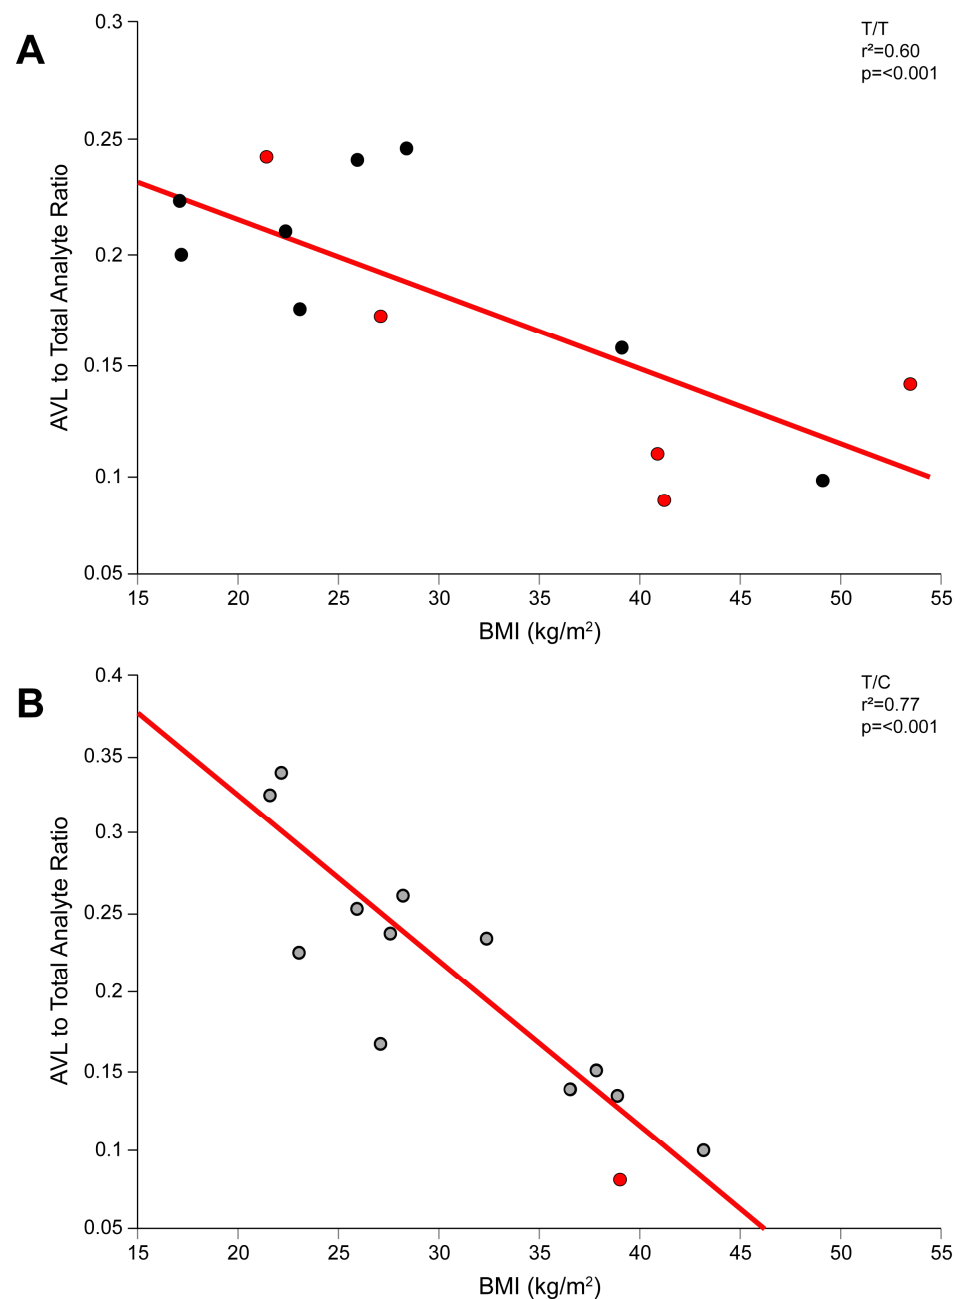 A
T/T
r²=0.60
p=<0.001
AVL to Total Analyte Ratio
0.3
0.25
0.2
0.15
0.1
0.05
15 20 25 30 35 40 45 50 55
BMI (kg/m²)
B
T/C
r²=0.77
p=<0.001
AVL to Total Analyte Ratio
0.4
0.35
0.3
0.25
0.2
0.15
0.1
0.05
15 20 25 30 35 40 45 50 55
BMI (kg/m²)